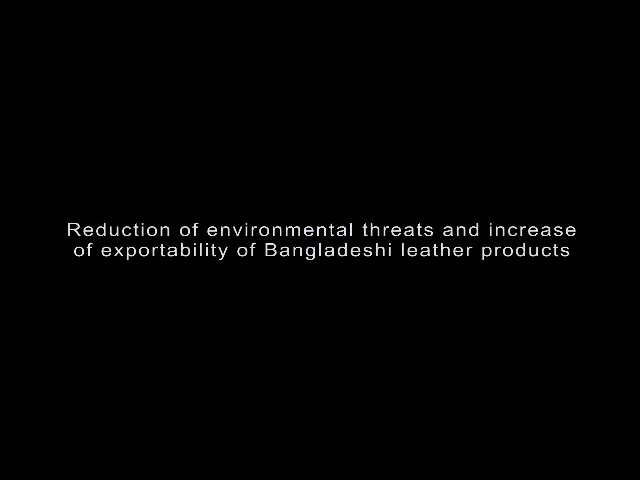 Reduction of environmental threats and increase
of exportability of Bangladeshi leather products